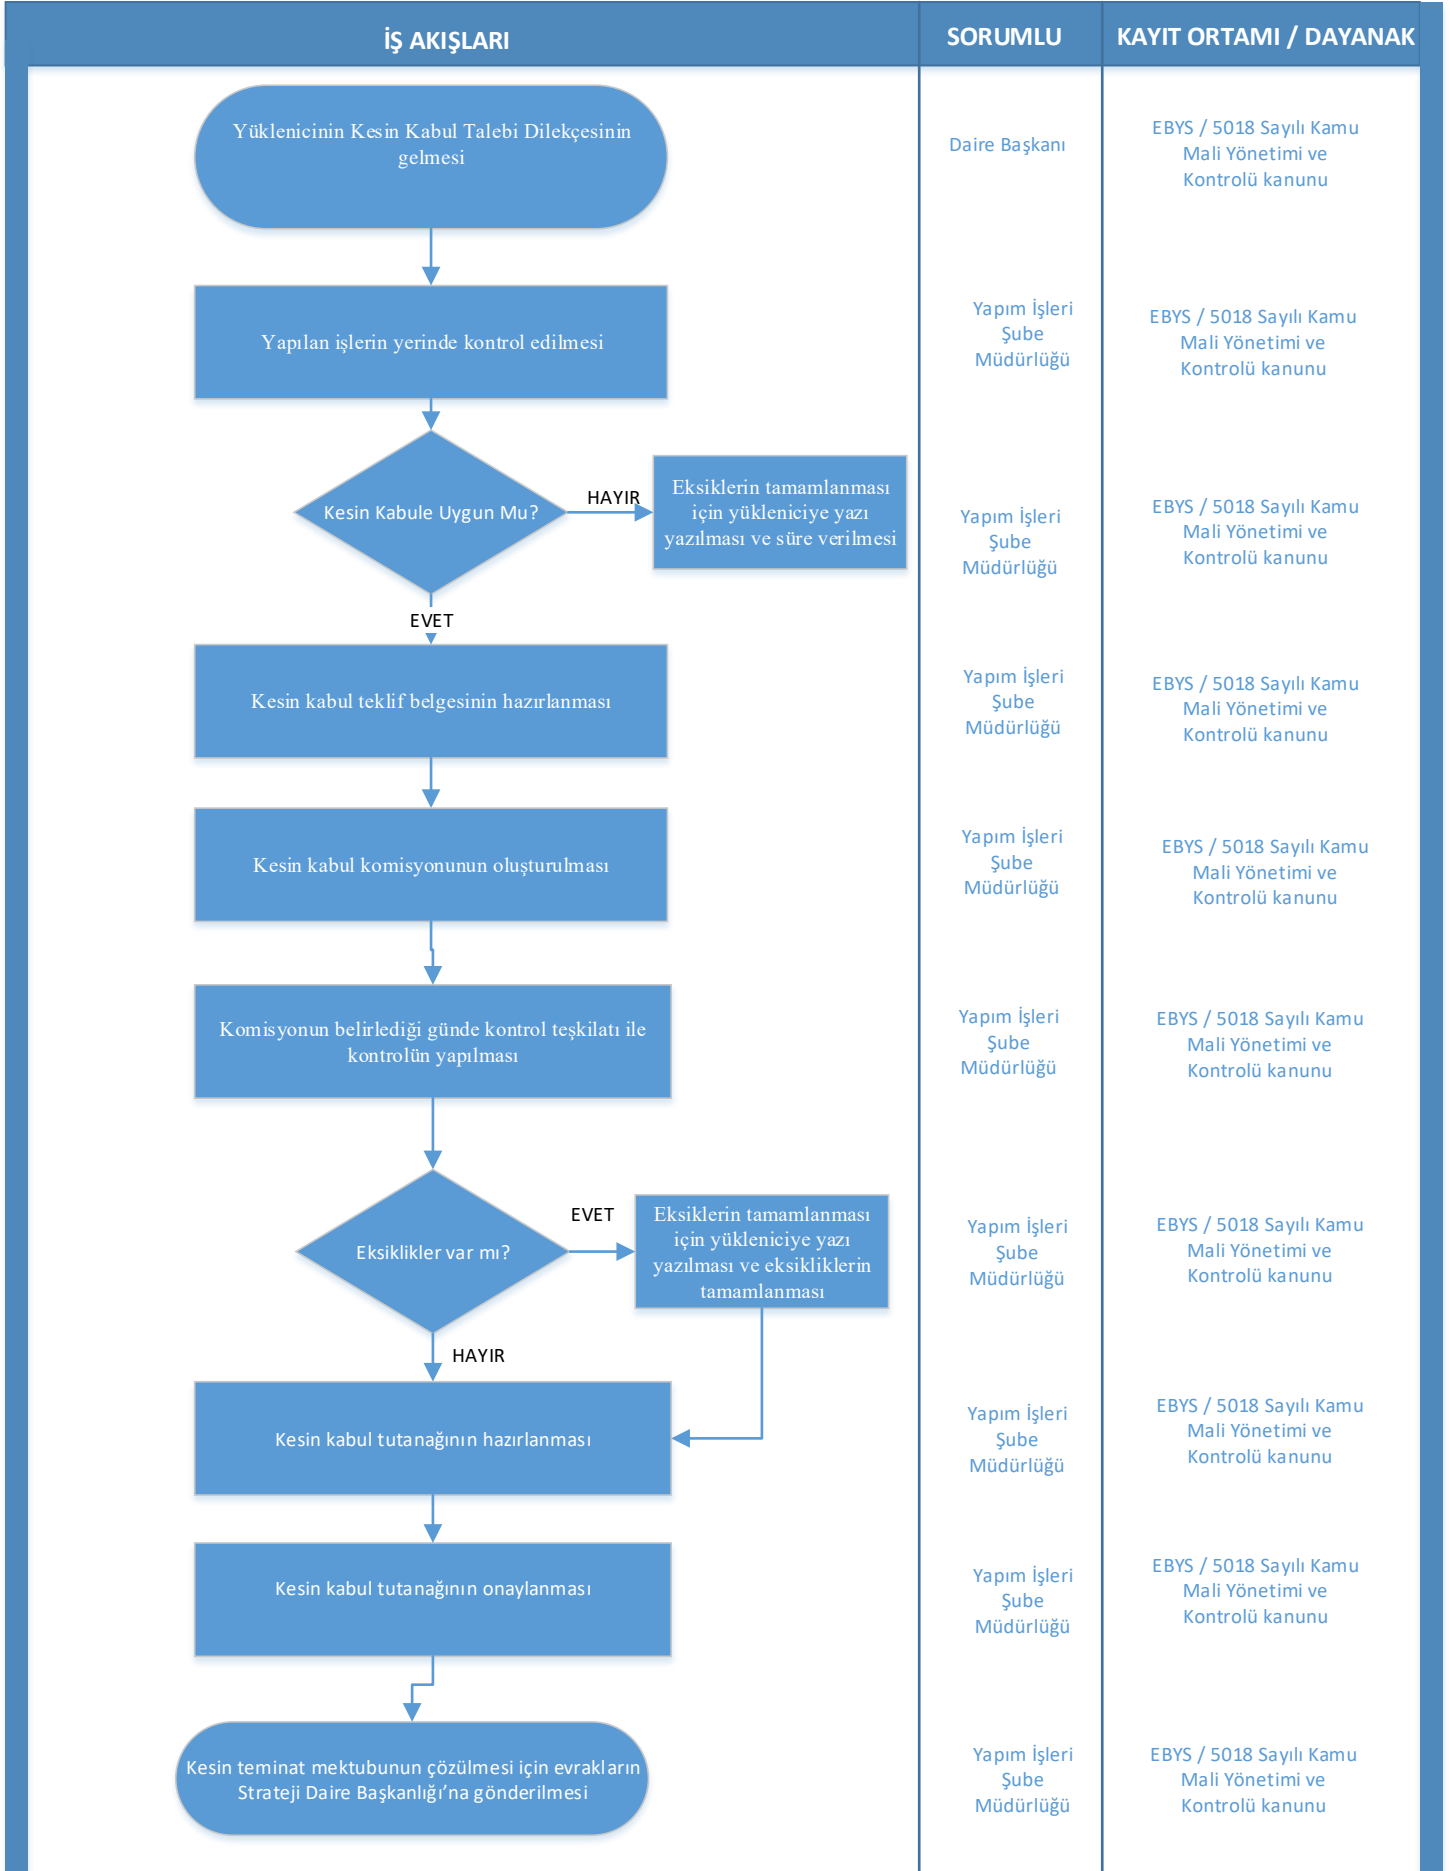 İŞ AKIŞLARI
SORUMLU
KAYIT ORTAMI / DAYANAK
Yüklenicinin Kesin Kabul Talebi Dilekçesinin
gelmesi
Daire Başkanı
EBYS / 5018 Sayılı Kamu
Mali Yönetimi ve
Kontrolü kanunu
Yapılan işlerin yerinde kontrol edilmesi
Yapım İşleri
Şube
Müdürlüğü
EBYS / 5018 Sayılı Kamu
Mali Yönetimi ve
Kontrolü kanunu
Kesin Kabule Uygun Mu?
HAYIR
Eksiklerin tamamlanması
için yükleniciye yazı
yazılması ve süre verilmesi
Yapım İşleri
Şube
Müdürlüğü
EBYS / 5018 Sayılı Kamu
Mali Yönetimi ve
Kontrolü kanunu
EVET
Kesin kabul teklif belgesinin hazırlanması
Yapım İşleri
Şube
Müdürlüğü
EBYS / 5018 Sayılı Kamu
Mali Yönetimi ve
Kontrolü kanunu
Kesin kabul komisyonunun oluşturulması
Yapım İşleri
Şube
Müdürlüğü
EBYS / 5018 Sayılı Kamu
Mali Yönetimi ve
Kontrolü kanunu
Komisyonun belirlediği günde kontrol teşkilatı ile
kontrolün yapılması
Yapım İşleri
Şube
Müdürlüğü
EBYS / 5018 Sayılı Kamu
Mali Yönetimi ve
Kontrolü kanunu
Eksiklikler var mı?
EVET
Eksiklerin tamamlanması
için yükleniciye yazı
yazılması ve eksikliklerin
tamamlanması
Yapım İşleri
Şube
Müdürlüğü
EBYS / 5018 Sayılı Kamu
Mali Yönetimi ve
Kontrolü kanunu
HAYIR
Kesin kabul tutanağının hazırlanması
Yapım İşleri
Şube
Müdürlüğü
EBYS / 5018 Sayılı Kamu
Mali Yönetimi ve
Kontrolü kanunu
Kesin kabul tutanağının onaylanması
Yapım İşleri
Şube
Müdürlüğü
EBYS / 5018 Sayılı Kamu
Mali Yönetimi ve
Kontrolü kanunu
Kesin teminat mektubunun çözülmesi için evrakların
Strateji Daire Başkanlığı’na gönderilmesi
Yapım İşleri
Şube
Müdürlüğü
EBYS / 5018 Sayılı Kamu
Mali Yönetimi ve
Kontrolü kanunu